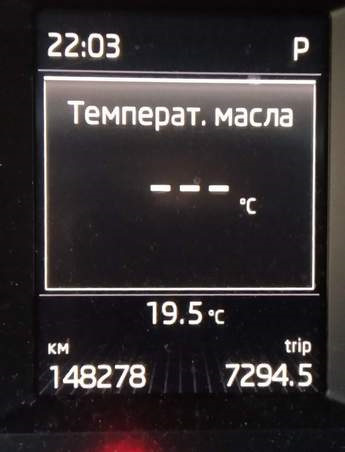 22:03 P
Температ. масла
--- °C
19.5 °C
км trip
148278 7294.5